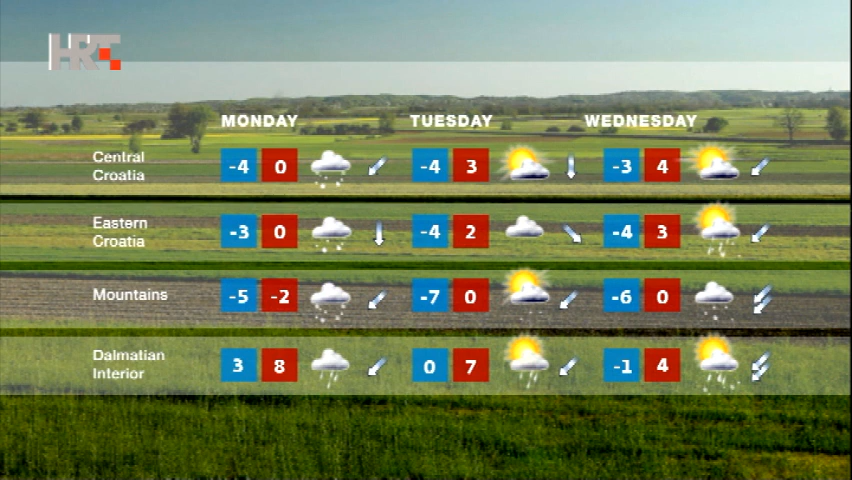 HRT
MONDAY TUESDAY WEDNESDAY
Central
Croatia
-4 0 -4 3 -3 4
Eastern
Croatia
-3 0 -4 2 -4 3
Mountains
-5 -2 -7 0 -6 0
Dalmatian
Interior
3 8 0 7 -1 4